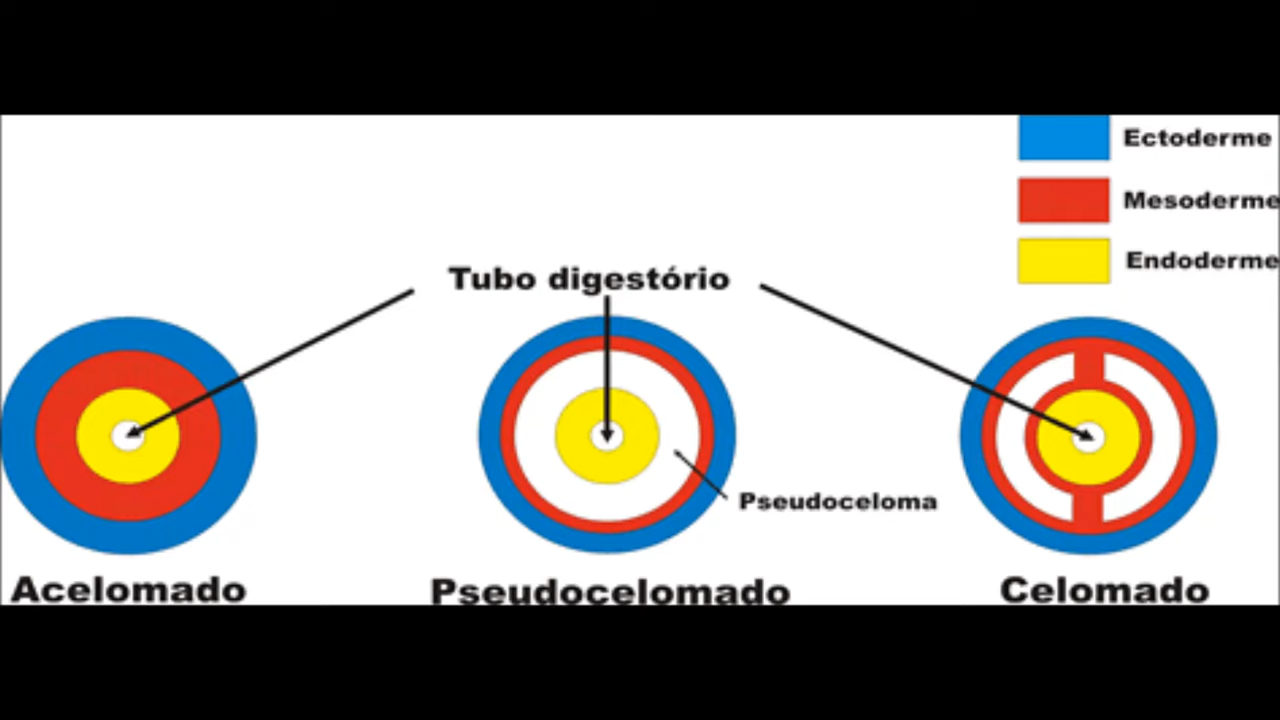 Ectoderme
Mesoderme
Endoderme
Tubo digestório
Pseudoceloma
Acelomado
Pseudocelomado
Celomado